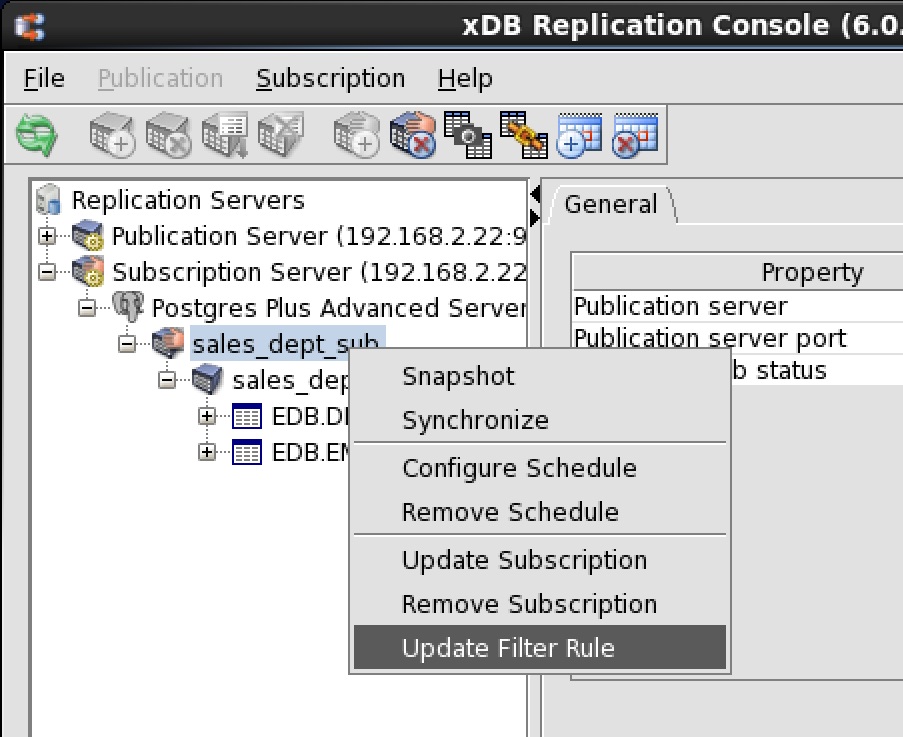 xDB Replication Console (6.0.
File Publication Subscription Help
Replication Servers
Publication Server (192.168.2.22:9
Subscription Server (192.168.2.22
Postgres Plus Advanced Server
sales_dept_sub
sales_dep
EDB.D
EDB.E
Snapshot
Synchronize
Configure Schedule
Remove Schedule
Update Subscription
Remove Subscription
Update Filter Rule
General
Property
Publication server
Publication server port
b status